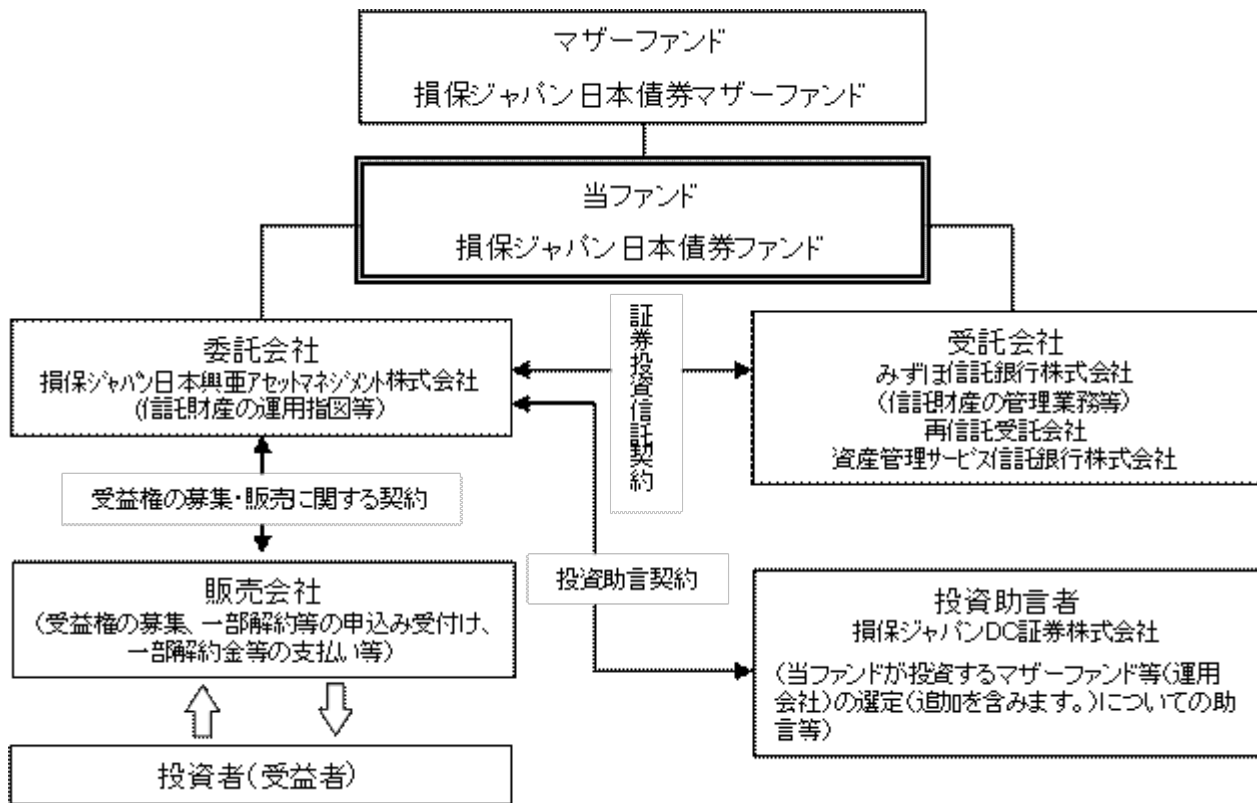 マザーファンド
損保ジャパン日本債券マザーファンド
当ファンド
損保ジャパン日本債券ファンド
証券投資信託契約
委託会社
損保ジャパン日本興亜アセットマネジメント株式会社
(信託財産の運用指図等)
受託会社
みずほ信託銀行株式会社
(信託財産の管理業務等)
再信託受託会社
資産管理サービス信託銀行株式会社
受益権の募集・販売に関する契約
投資助言契約
販売会社
(受益権の募集、一部解約等の申込み受付け、
一部解約金等の支払い等)
投資助言者
損保ジャパンDC証券株式会社
(当ファンドが投資するマザーファンド等(運用
会社)の選定(追加を含みます。)についての助
言等)
投資者(受益者)